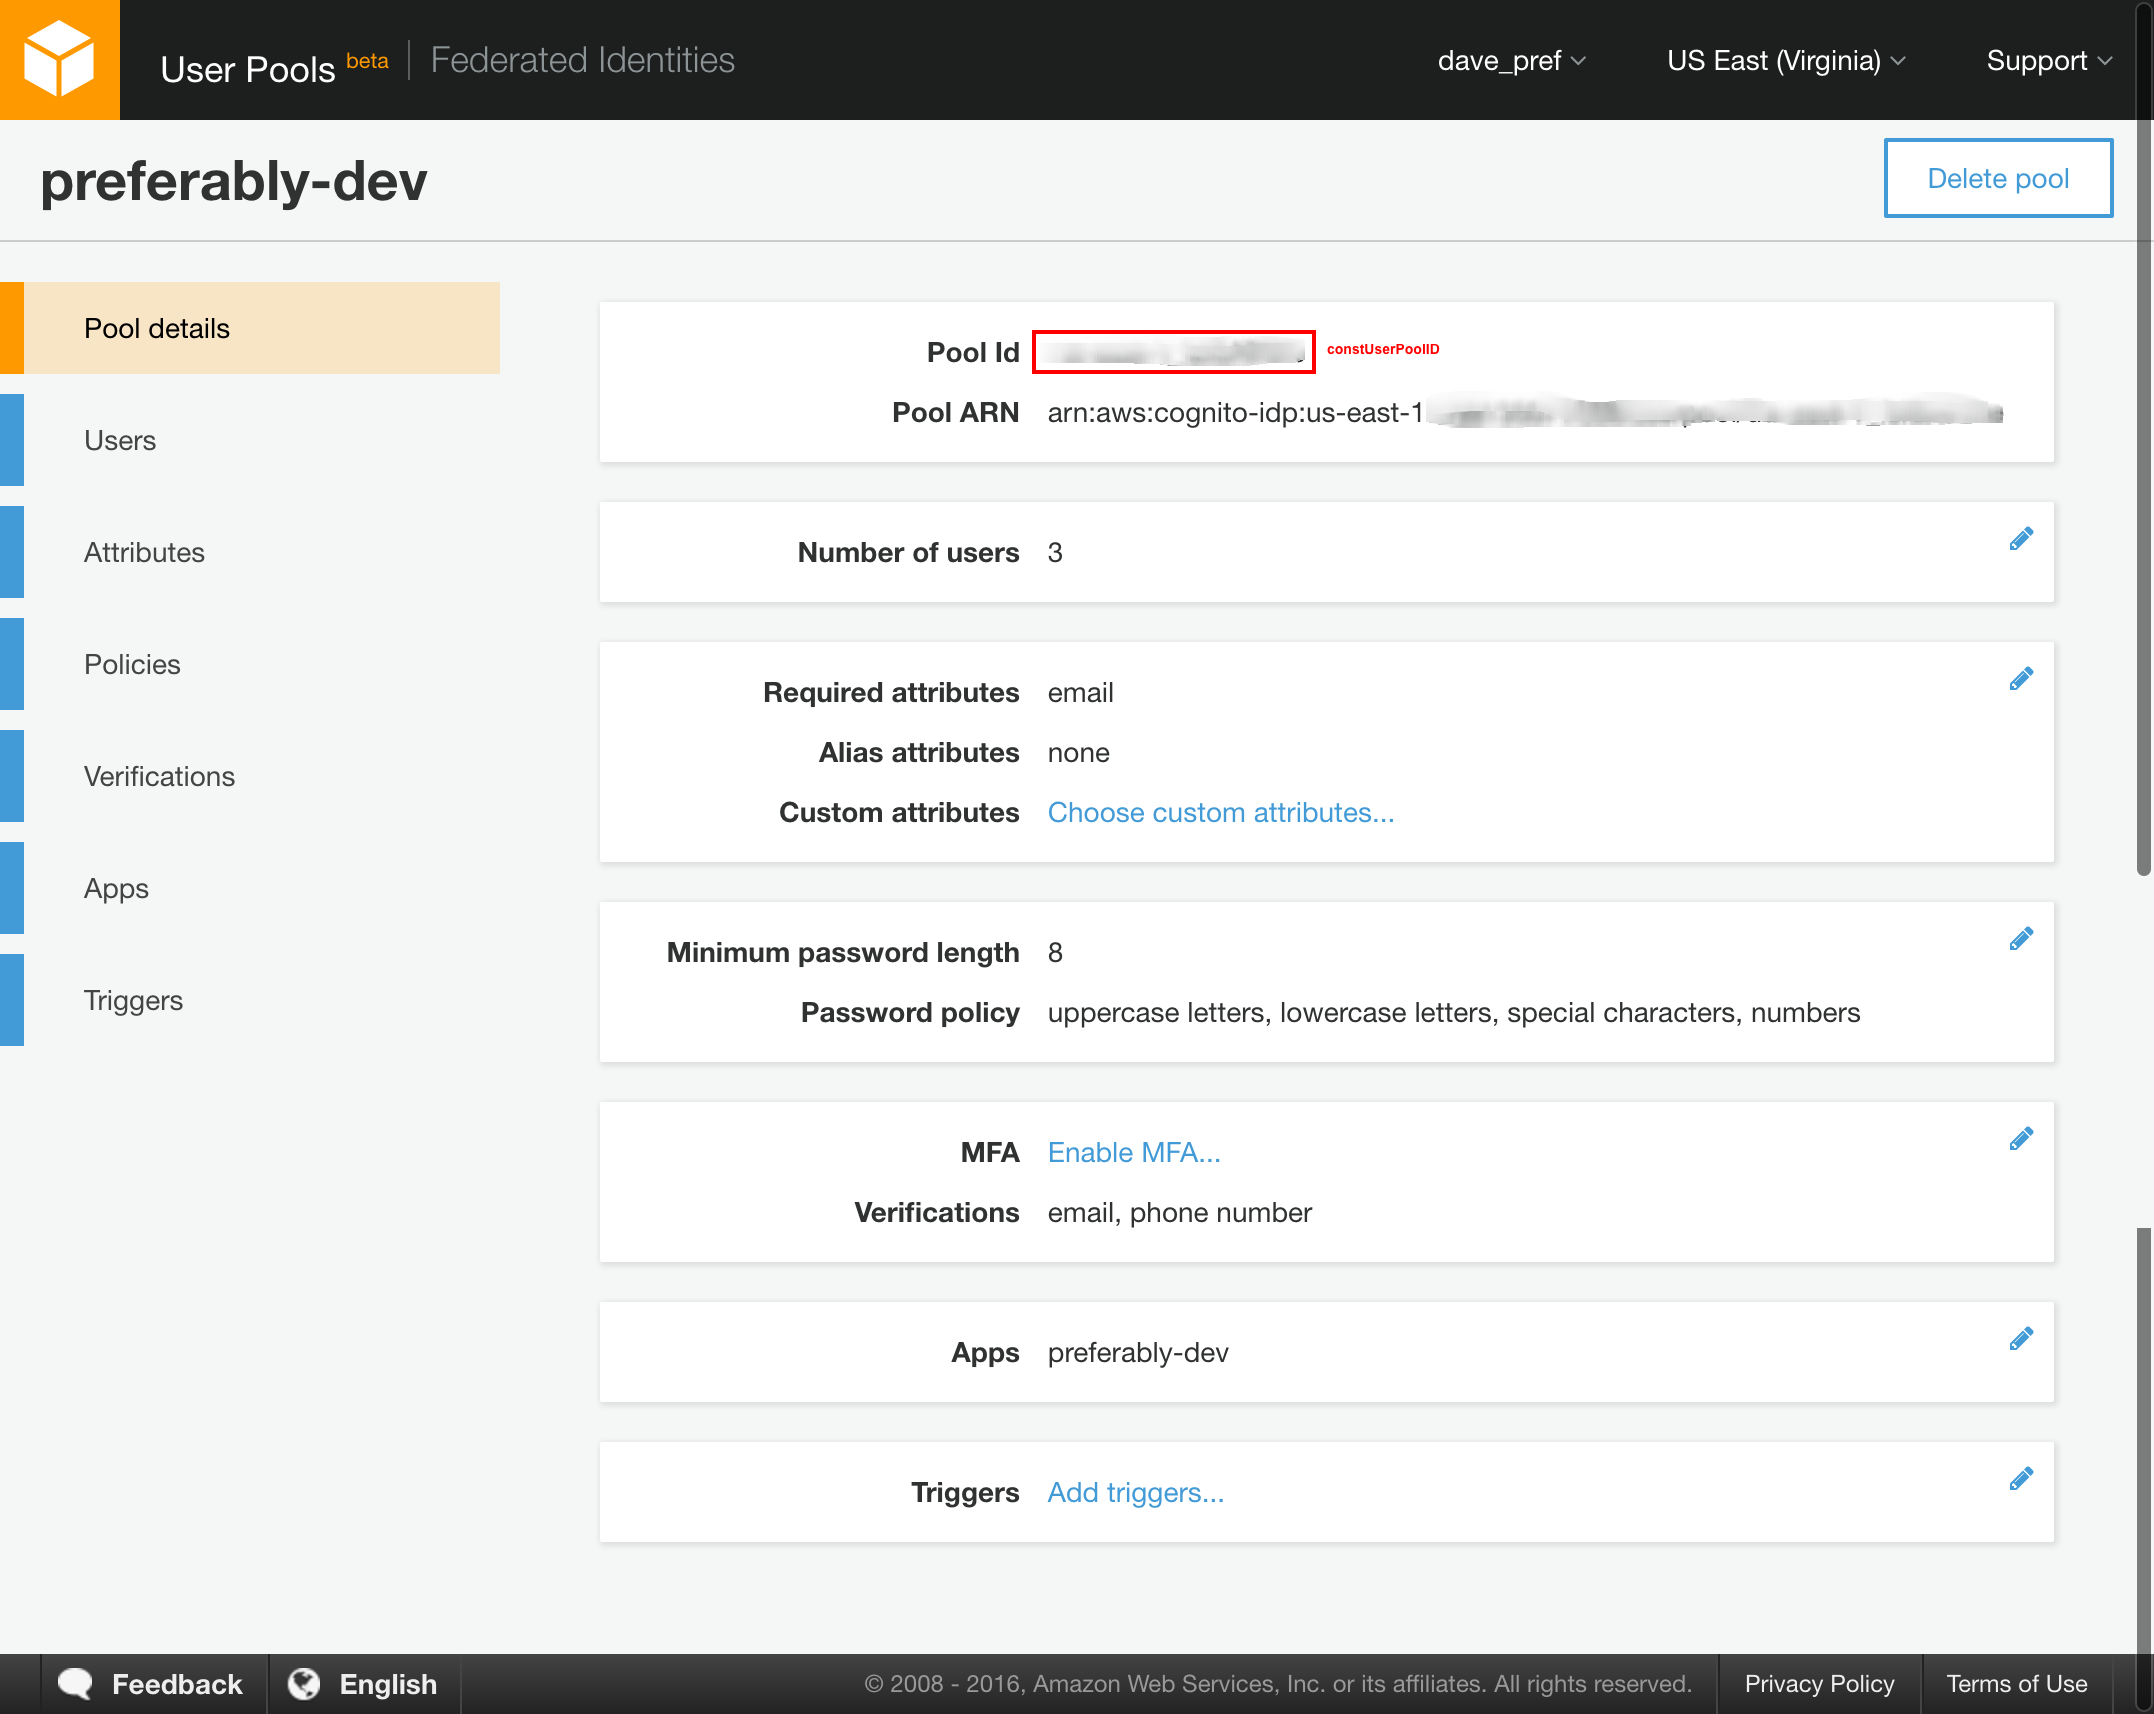 User Pools beta Federated Identities dave_pref US East (Virginia) Support
preferably-dev
Delete pool
Pool details
Users
Attributes
Policies
Verifications
Apps
Triggers
Pool Id constUserPoolID
Pool ARN arn:aws:cognito-idp:us-east-1
Number of users 3
Required attributes email
Alias attributes none
Custom attributes Choose custom attributes...
Minimum password length 8
Password policy uppercase letters, lowercase letters, special characters, numbers
MFA Enable MFA...
Verifications email, phone number
Apps preferably-dev
Triggers Add triggers...
Feedback English © 2008 - 2016, Amazon Web Services, Inc. or its affiliates. All rights reserved. Privacy Policy Terms of Use